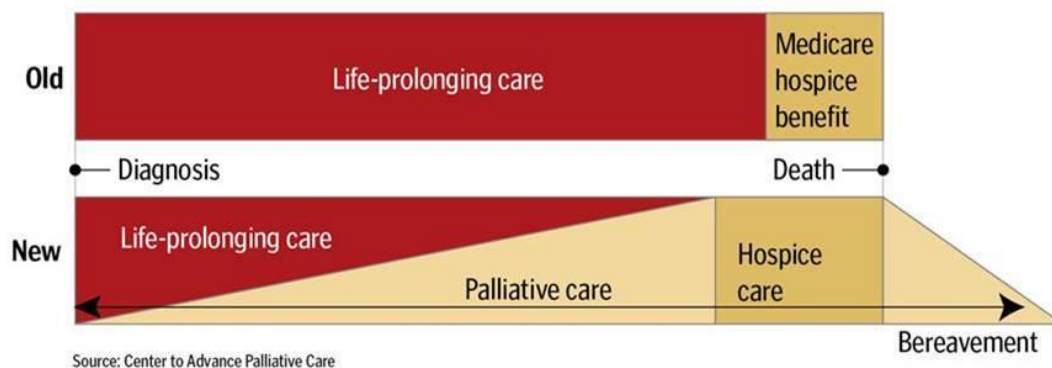 Old
Life-prolonging care
Medicare
hospice
benefit
Diagnosis
Death
New
Life-prolonging care
Palliative care
Hospice
care
Bereavement
Source: Center to Advance Palliative Care